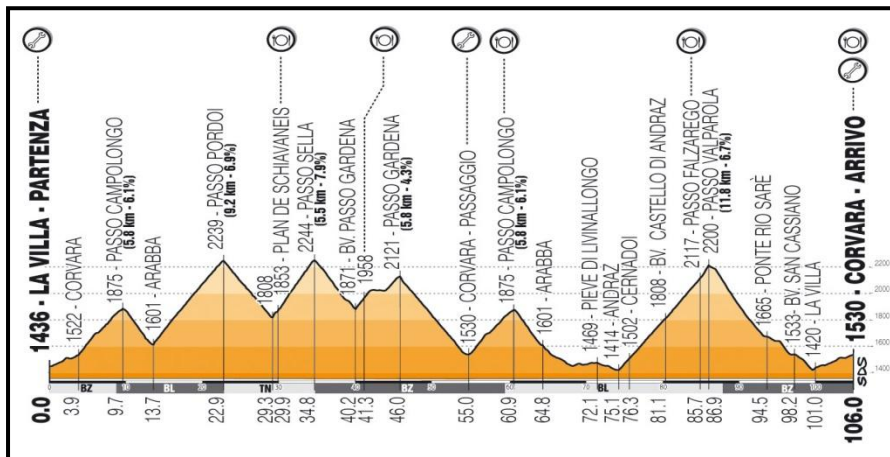 1436 - LA VILLA - PARTENZA
1522 - CORVARA
1875 - PASSO CAMPOLONGO
(5.8 km - 6.1%)
1601 - ARABBA
2239 - PASSO PORDOI
(9.2 km - 6.9%)
1808
1853 - PLAN DE SCHIAVANEIS
2244 - PASSO SELLA
(5.5 km - 7.9%)
1871 - BV. PASSO GARDENA
1958
2121 - PASSO GARDENA
(5.8 km - 4.3%)
1530 - CORVARA - PASSAGGIO
1875 - PASSO CAMPOLONGO
(5.8 km - 6.1%)
1601 - ARABBA
1469 - PIEVE DI LIVINALLONGO
1414 - ANDRAZ
1502 - CERNADOI
1808 - BV. CASTELLO DI ANDRAZ
2117 - PASSO FALZAREGO
2200 - PASSO VALPAROLA
(11.8 km - 6.7%)
1665 - PONTE RIO SARÈ
1533- BV. SAN CASSIANO
1420 - LA VILLA
1530 - CORVARA - ARRIVO
2200
2000
1800
1600
1400
SDS
BZ BL TN BZ BL BZ
0.0 3.9 9.7 13.7 22.9 29.3 29.9 34.8 40.2 41.3 46.0 55.0 60.9 64.8 72.1 75.1 76.3 81.1 85.7 86.9 94.5 98.2 101.0 106.0